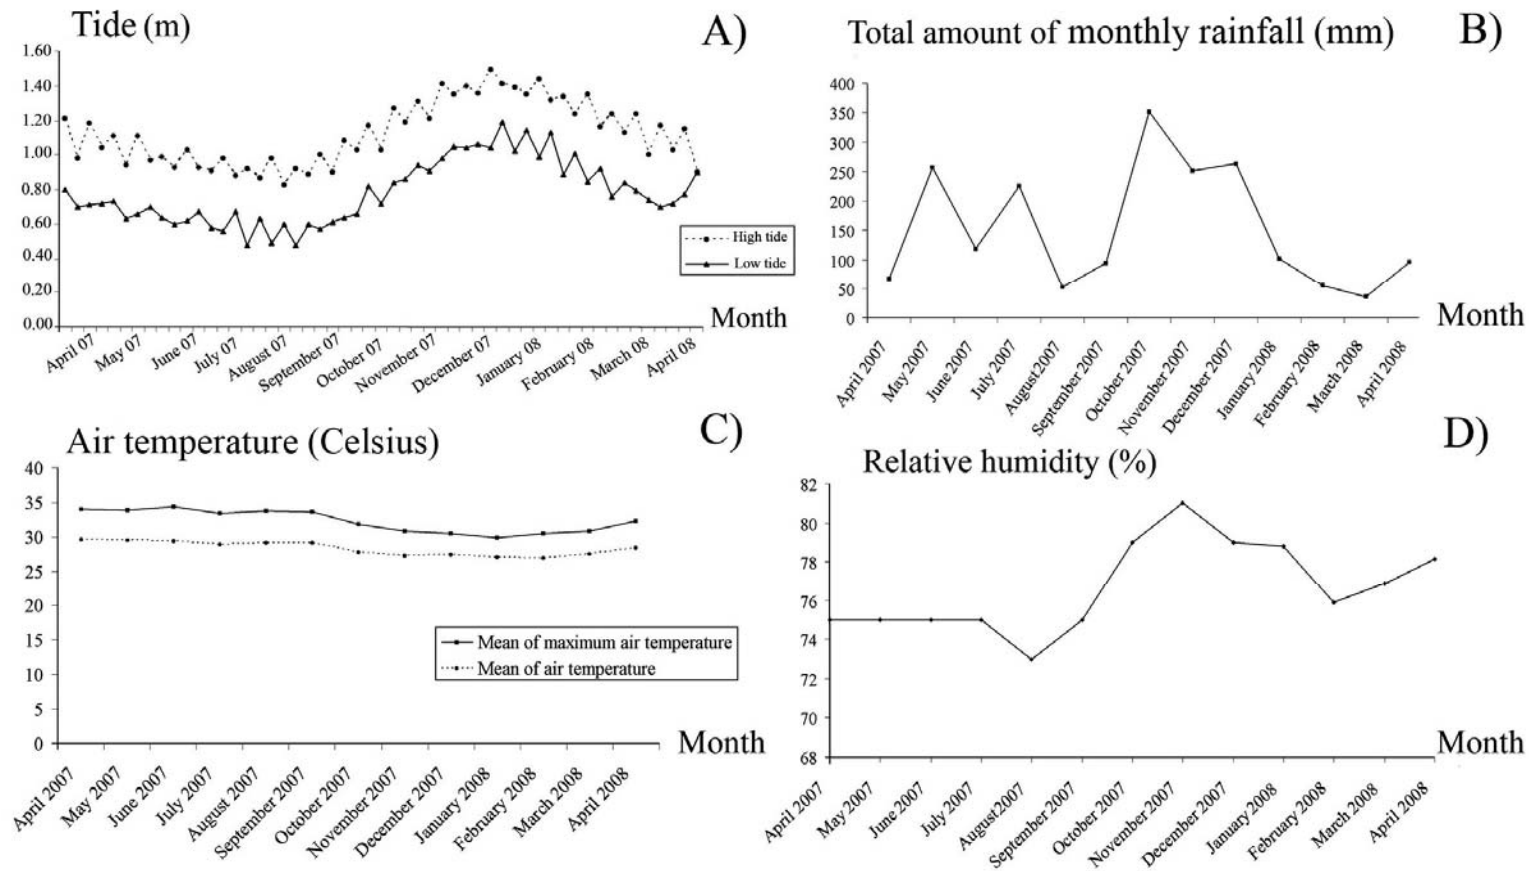 Tide (m)
A)
1.60
1.40
1.20
1.00
0.80
0.60
0.40
0.20
0.00
High tide
Low tide
Month
April 07
May 07
June 07
July 07
August 07
September 07
October 07
November 07
December 07
January 08
February 08
March 08
April 08
Total amount of monthly rainfall (mm)
B)
400
350
300
250
200
150
100
50
0
Month
April 2007
May 2007
June 2007
July 2007
August2007
September 2007
October 2007
November 2007
December 2007
January 2008
February 2008
March 2008
April 2008
Air temperature (Celsius)
C)
40
35
30
25
20
15
10
5
0
Mean of maximum air temperature
Mean of air temperature
Month
April 2007
May 2007
June 2007
July 2007
August 2007
September 2007
October 2007
November 2007
December 2007
January 2008
February 2008
March 2008
April 2008
Relative humidity (%)
D)
82
80
78
76
74
72
70
68
Month
April 2007
May 2007
June 2007
July 2007
August2007
September 2007
October 2007
November 2007
December 2007
January 2008
February 2008
March 2008
April 2008